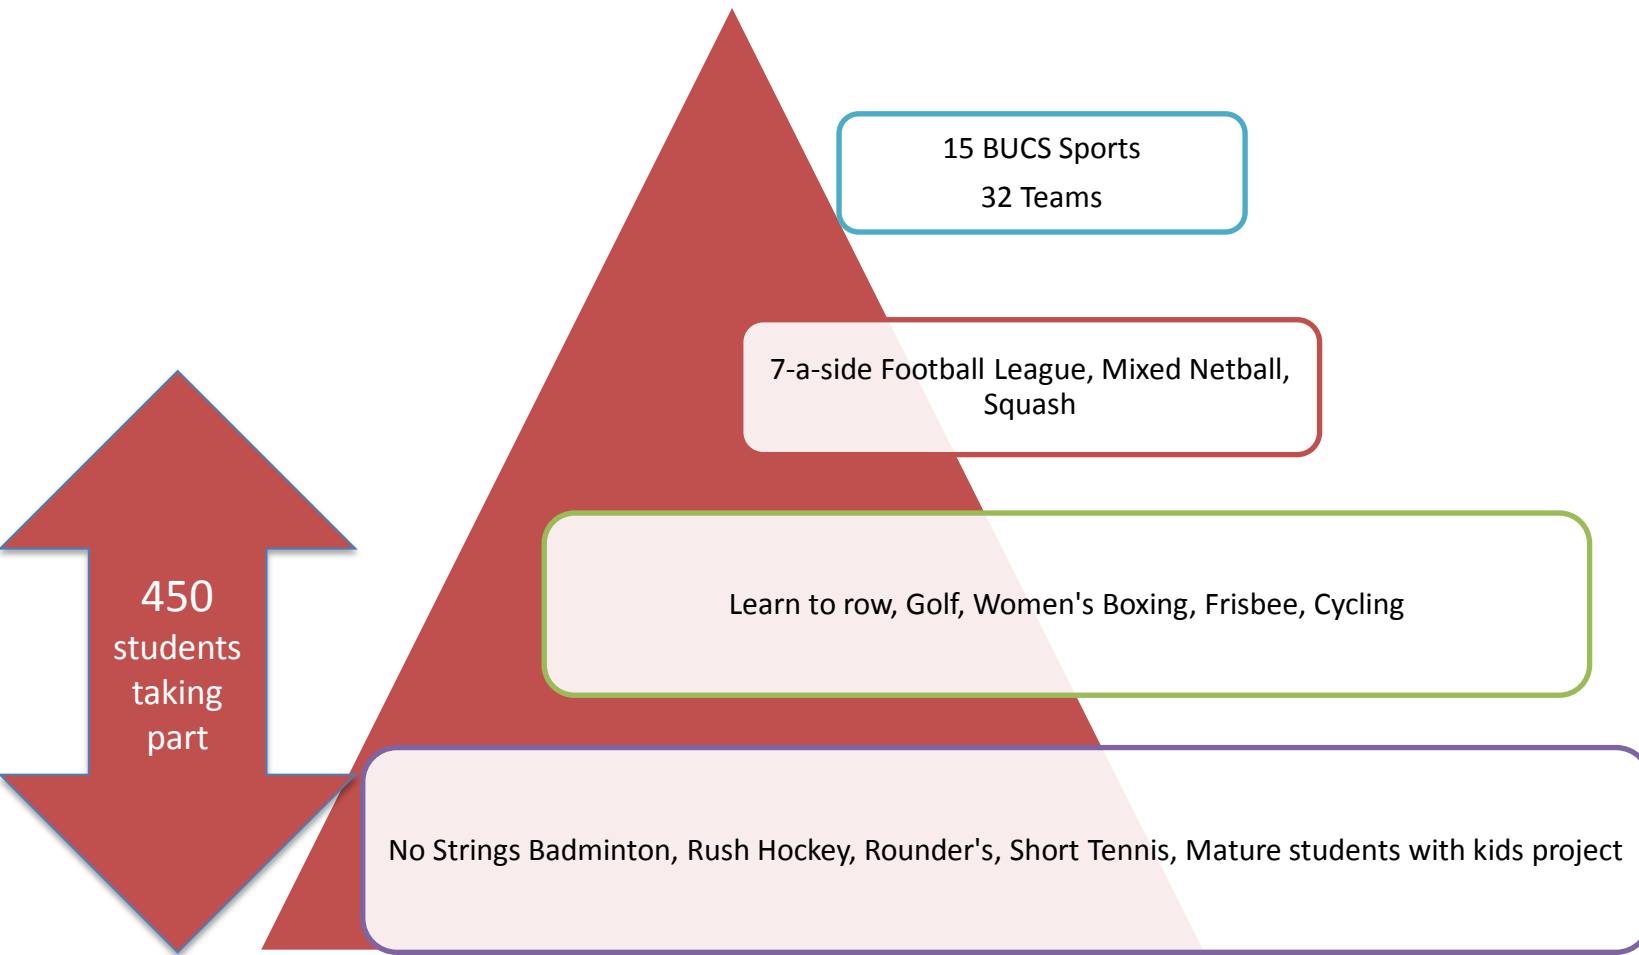 15 BUCS Sports
32 Teams
7-a-side Football League, Mixed Netball,
Squash
450
students
taking
part
Learn to row, Golf, Women's Boxing, Frisbee, Cycling
No Strings Badminton, Rush Hockey, Rounder's, Short Tennis, Mature students with kids project